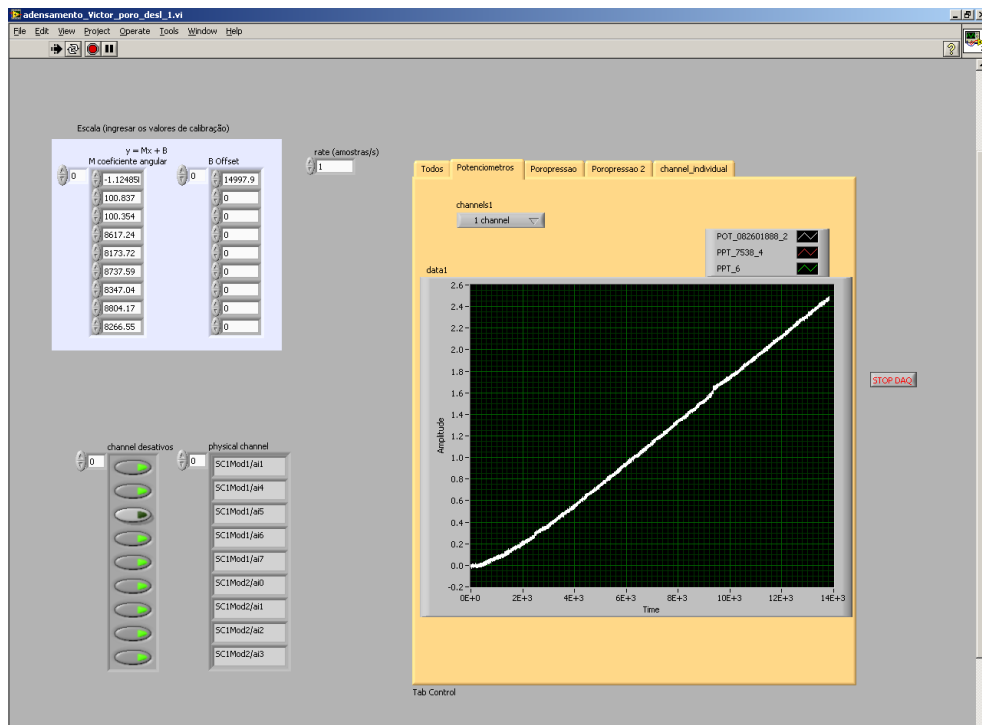 adensamento_Victor_poro_desl_1.vi
File Edit View Project Operate Tools Window Help
Escala (ingresar os valores de calibração)
y = Mx + B
M coeficiente angular
B Offset
0
-1.12485
100.837
100.354
8617.24
8173.72
8737.59
8347.04
8804.17
8266.55
0
14997.9
0
0
0
0
0
0
0
0
rate (amostras/s)
1
Todos
Potenciometros
Poropressao
Poropressao 2
channel_individual
channels1
1 channel
POT_082601888_2
PPT_7538_4
PPT_6
data1
Amplitude
2.6
2.4
2.2
2.0
1.8
1.6
1.4
1.2
1.0
0.8
0.6
0.4
0.2
0.0
-0.2
0E+0 2E+3 4E+3 6E+3 8E+3 10E+3 12E+3 14E+3
Time
Tab Control
STOP DAQ
channel desativos
0
physical channel
0
SC1Mod1/ai1
SC1Mod1/ai4
SC1Mod1/ai5
SC1Mod1/ai6
SC1Mod1/ai7
SC1Mod2/ai0
SC1Mod2/ai1
SC1Mod2/ai2
SC1Mod2/ai3